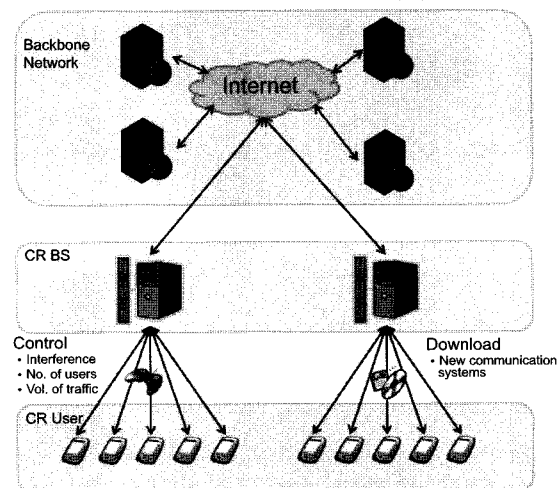 Backbone
Network
Internet
CR BS
Control
• Interference
• No. of users
• Vol. of traffic
Download
• New communication
systems
CR User